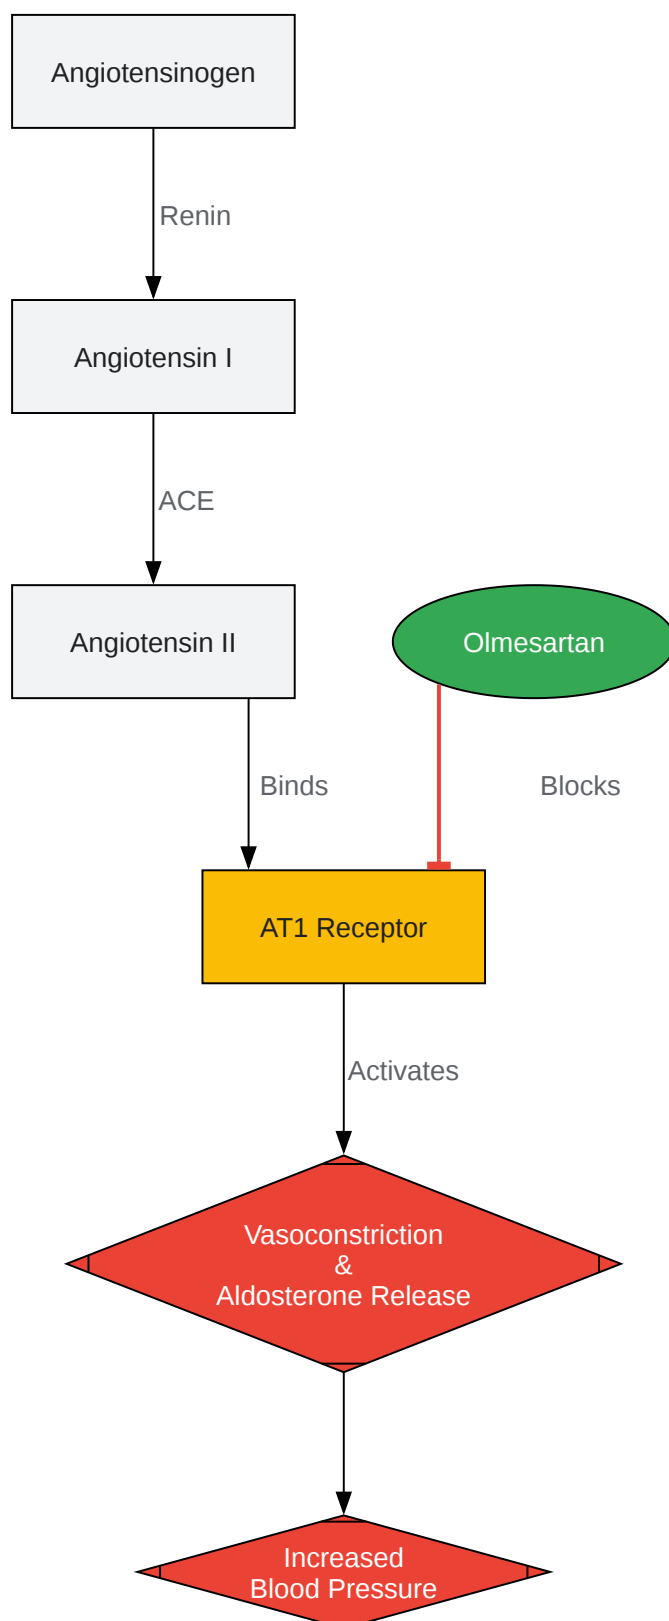 Angiotensinogen
Renin
Angiotensin I
ACE
Angiotensin II
Olmesartan
Binds
Blocks
AT1 Receptor
Activates
Vasoconstriction
&
Aldosterone Release
Increased
Blood Pressure